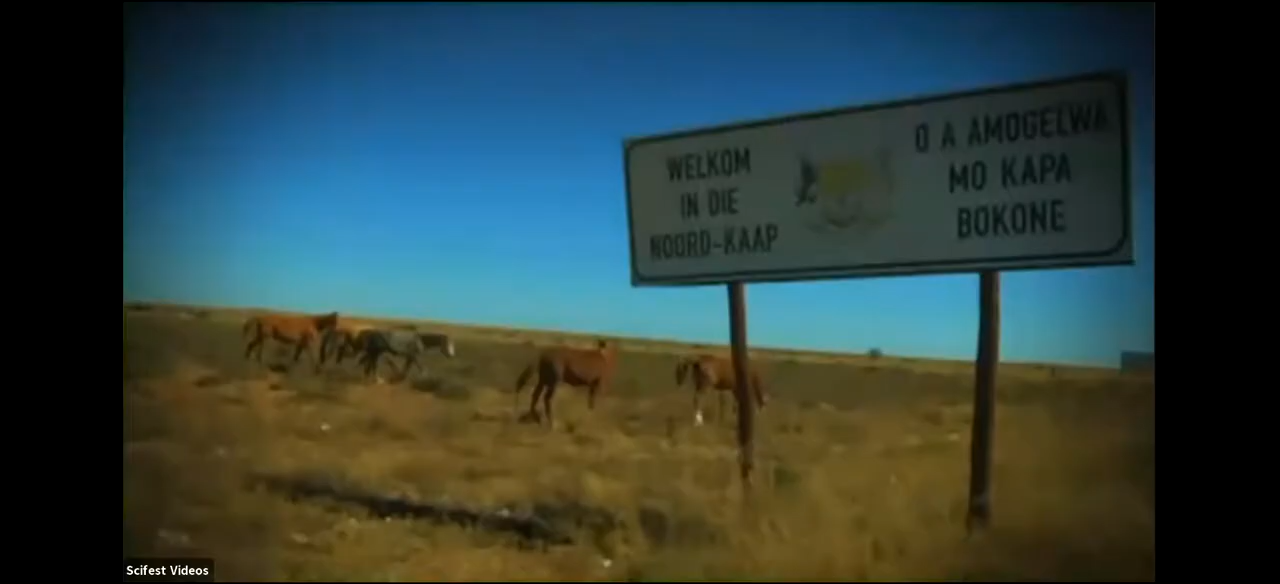 WELKOM
IN DIE
NOORD-KAAP
O A AMOGELWA
MO KAPA
BOKONE
Scifest Videos